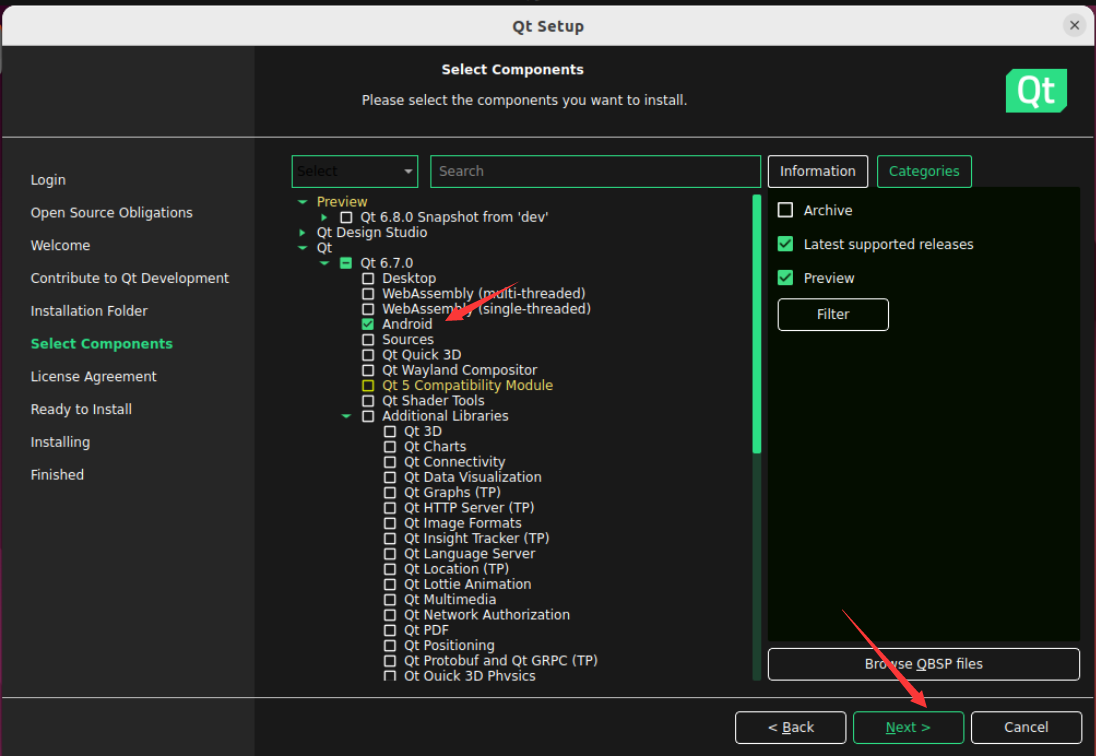 Qt Setup
Select Components
Please select the components you want to install.
Qt
Login
Open Source Obligations
Welcome
Contribute to Qt Development
Installation Folder
Select Components
License Agreement
Ready to Install
Installing
Finished
Select
Search
Information
Categories
Preview
Qt 6.8.0 Snapshot from 'dev'
Qt Design Studio
Qt
Qt 6.7.0
Desktop
WebAssembly (multi-threaded)
WebAssembly (single-threaded)
Android
Sources
Qt Quick 3D
Qt Wayland Compositor
Qt 5 Compatibility Module
Qt Shader Tools
Additional Libraries
Qt 3D
Qt Charts
Qt Connectivity
Qt Data Visualization
Qt Graphs (TP)
Qt HTTP Server (TP)
Qt Image Formats
Qt Insight Tracker (TP)
Qt Language Server
Qt Location (TP)
Qt Lottie Animation
Qt Multimedia
Qt Network Authorization
Qt PDF
Qt Positioning
Qt Protobuf and Qt GRPC (TP)
Qt Quick 3D Physics
Archive
Latest supported releases
Preview
Filter
Browse QBSP files
< Back
Next >
Cancel